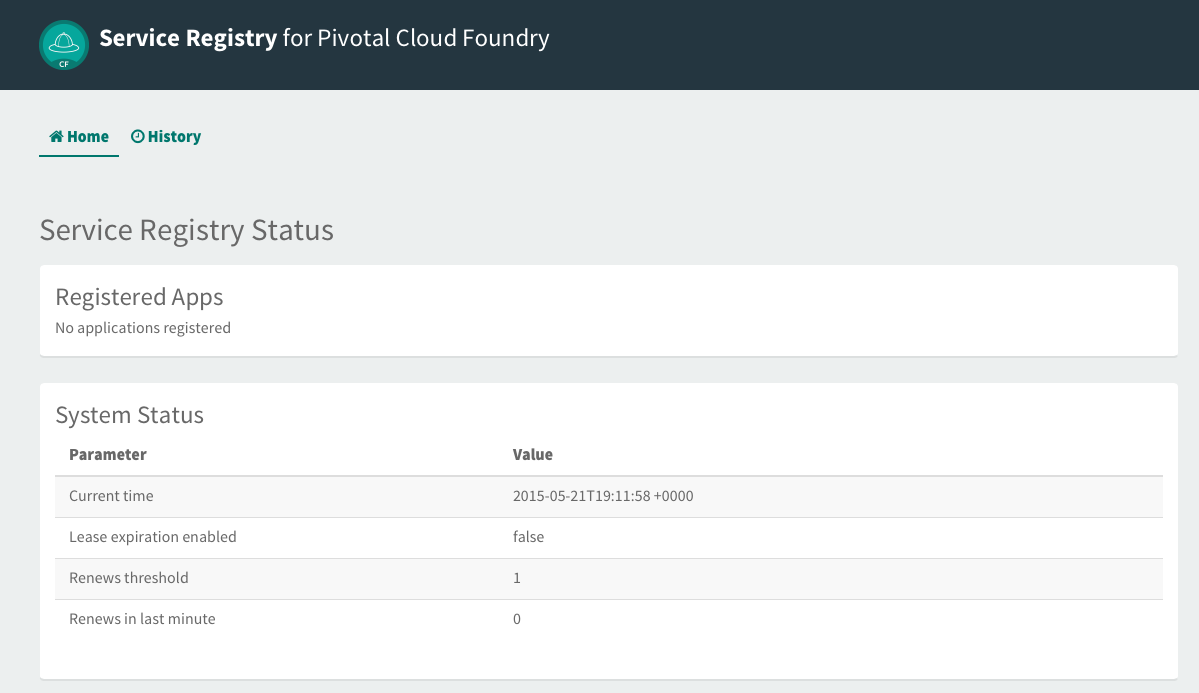 CF
Service Registry for Pivotal Cloud Foundry
Home History
Service Registry Status
Registered Apps
No applications registered
System Status
Parameter Value
Current time 2015-05-21T19:11:58 +0000
Lease expiration enabled false
Renews threshold 1
Renews in last minute 0